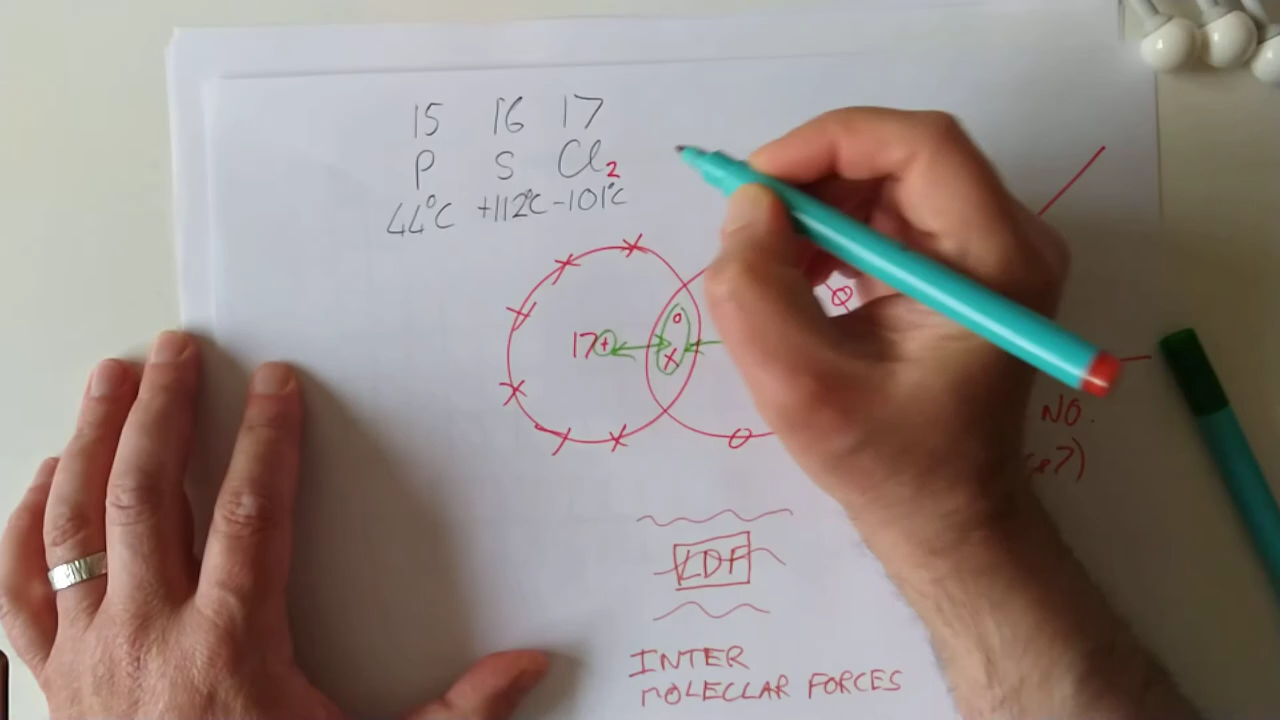 15 16 17
P S Cl2
44°C +112°C -101°C
17+
NO.
LDF
INTER
MOLECLAR FORCES